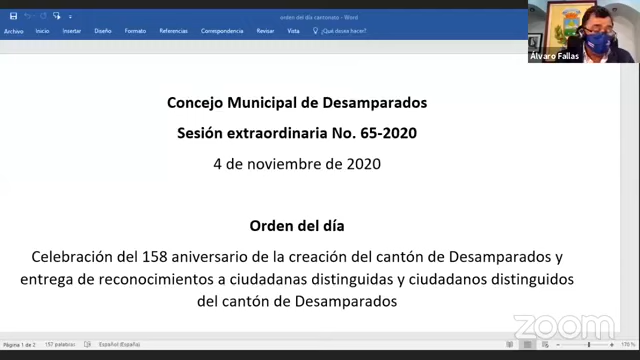 orden del día cantonato - Word
Archivo Inicio Insertar Diseño Formato Referencias Correspondencia Revisar Vista ¿Qué desea hacer?
Álvaro Fallas
Concejo Municipal de Desamparados
Sesión extraordinaria No. 65-2020
4 de noviembre de 2020
Orden del día
Celebración del 158 aniversario de la creación del cantón de Desamparados y
entrega de reconocimientos a ciudadanas distinguidas y ciudadanos distinguidos
del cantón de Desamparados
zoom
Página 1 de 2 157 palabras Español (España) 170 %